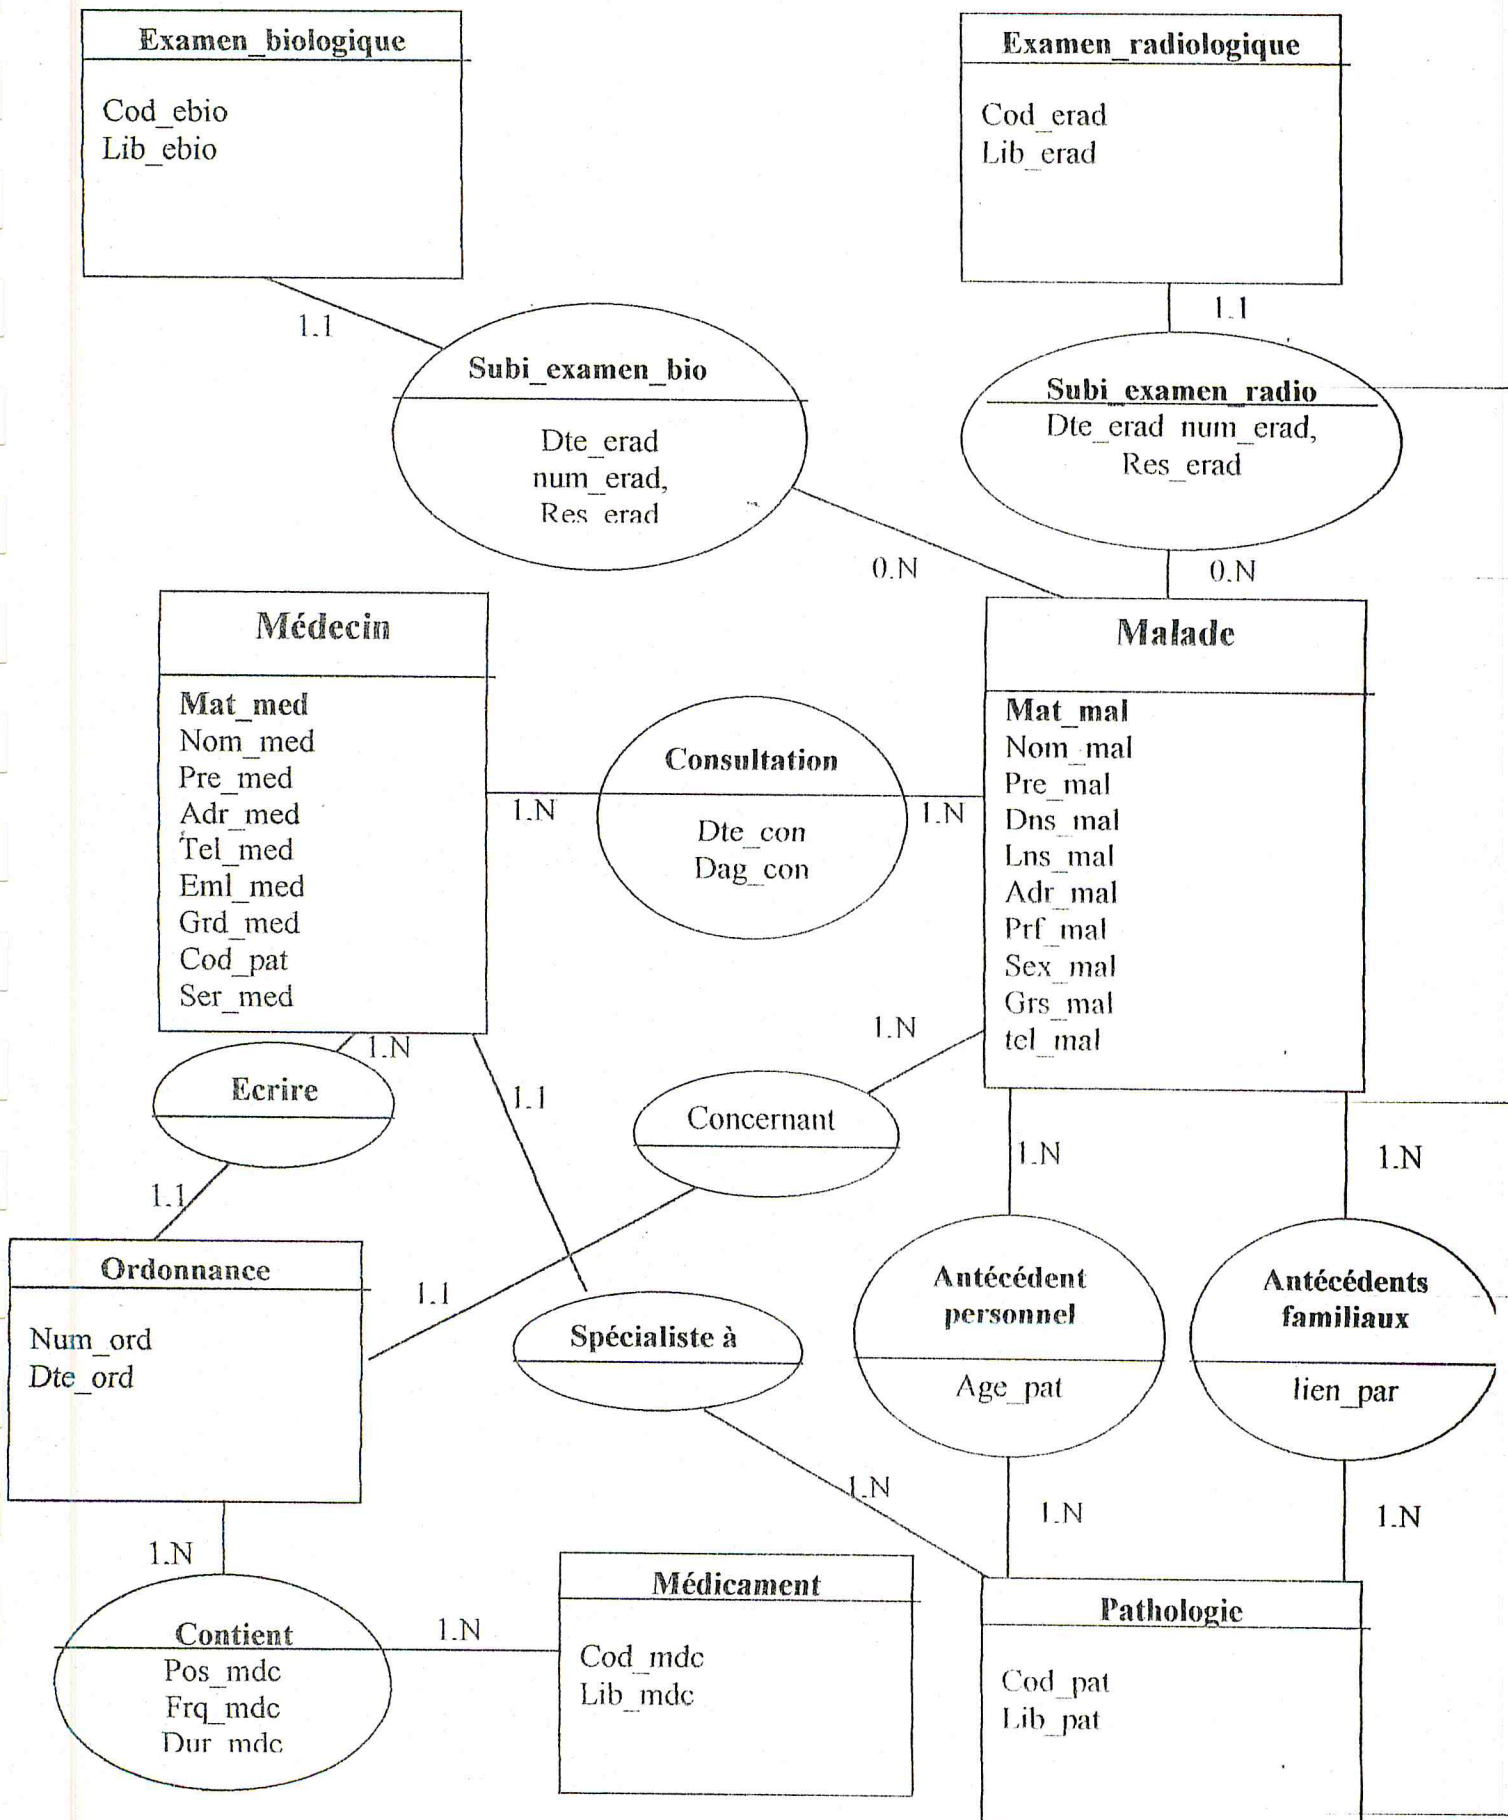 Examen_biologique
Cod_ebio
Lib_ebio
Examen_radiologique
Cod_erad
Lib_erad
1.1
1.1
Subi_examen_bio
Dte_erad
num_erad,
Res_erad
Subi_examen_radio
Dte_erad num_erad,
Res_erad
0.N
0.N
Médecin
Mat_med
Nom_med
Pre_med
Adr_med
Tel_med
Eml_med
Grd_med
Cod_pat
Ser_med
1.N
Consultation
Dte_con
Dag_con
1.N
Malade
Mat_mal
Nom_mal
Pre_mal
Dns_mal
Lns_mal
Adr_mal
Prf_mal
Sex_mal
Grs_mal
tel_mal
1.N
Ecrire
1.1
1.1
1.N
Concernant
1.1
1.N
1.N
Ordonnance
Num_ord
Dte_ord
Spécialiste à
1.N
Antécédent
personnel
Age_pat
1.N
Antécédents
familiaux
lien_par
1.N
1.N
Contient
Pos_mdc
Frq_mdc
Dur_mdc
1.N
Médicament
Cod_mdc
Lib_mdc
Pathologie
Cod_pat
Lib_pat